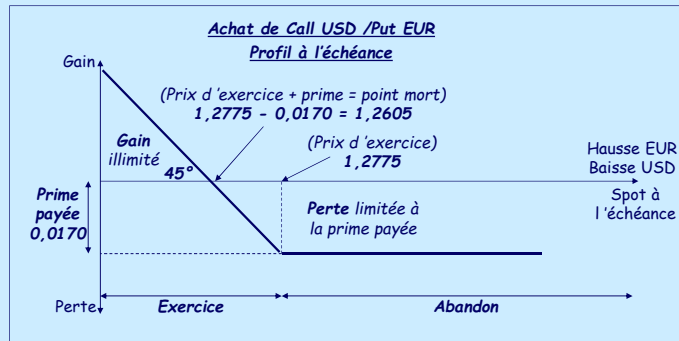 Achat de Call USD /Put EUR
Profil à l'échéance
Gain
(Prix d 'exercice + prime = point mort)
1,2775 - 0,0170 = 1,2605
(Prix d 'exercice)
1,2775
Gain
illimité
45°
Hausse EUR
Baisse USD
Spot à
l 'échéance
Prime
payée
0,0170
Perte limitée à
la prime payée
Perte
Exercice
Abandon